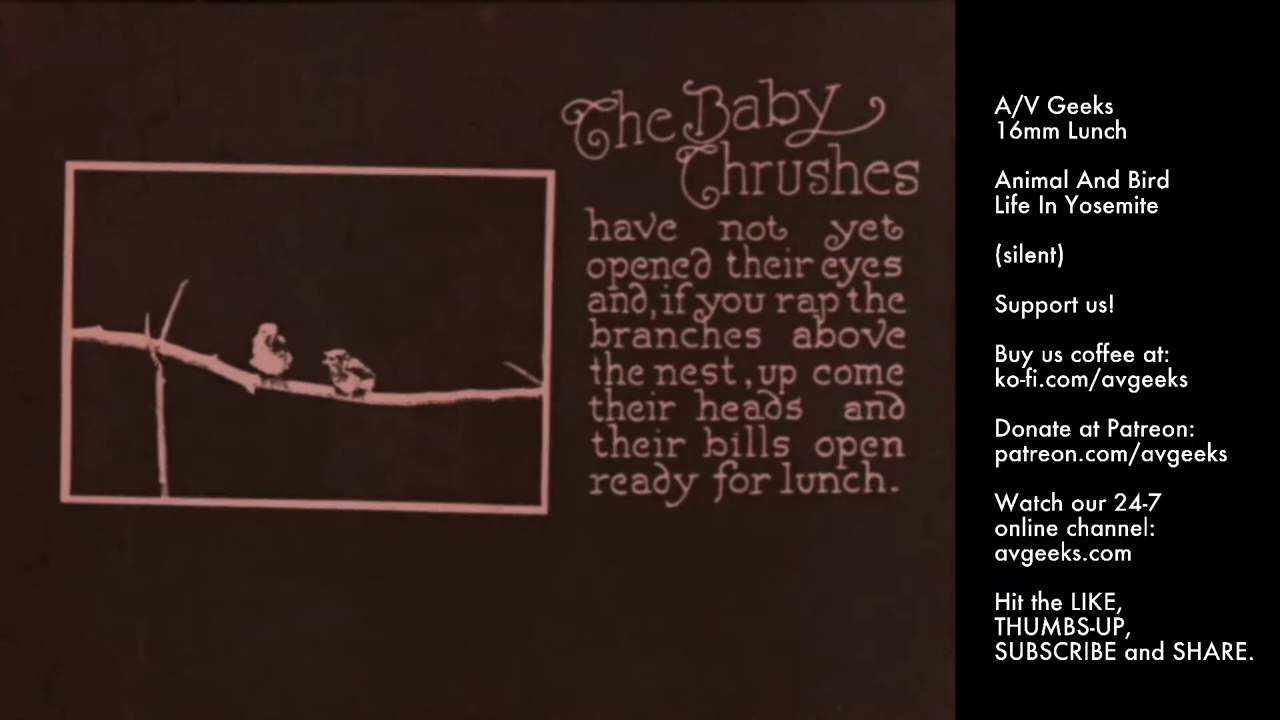 The Baby
Thrushes
have not yet
opened their eyes
and, if you rap the
branches above
the nest, up come
their heads and
their bills open
ready for lunch.
A/V Geeks
16mm Lunch
Animal And Bird
Life In Yosemite
(silent)
Support us!
Buy us coffee at:
ko-fi.com/avgeeks
Donate at Patreon:
patreon.com/avgeeks
Watch our 24-7
online channel:
avgeeks.com
Hit the LIKE,
THUMBS-UP,
SUBSCRIBE and SHARE.